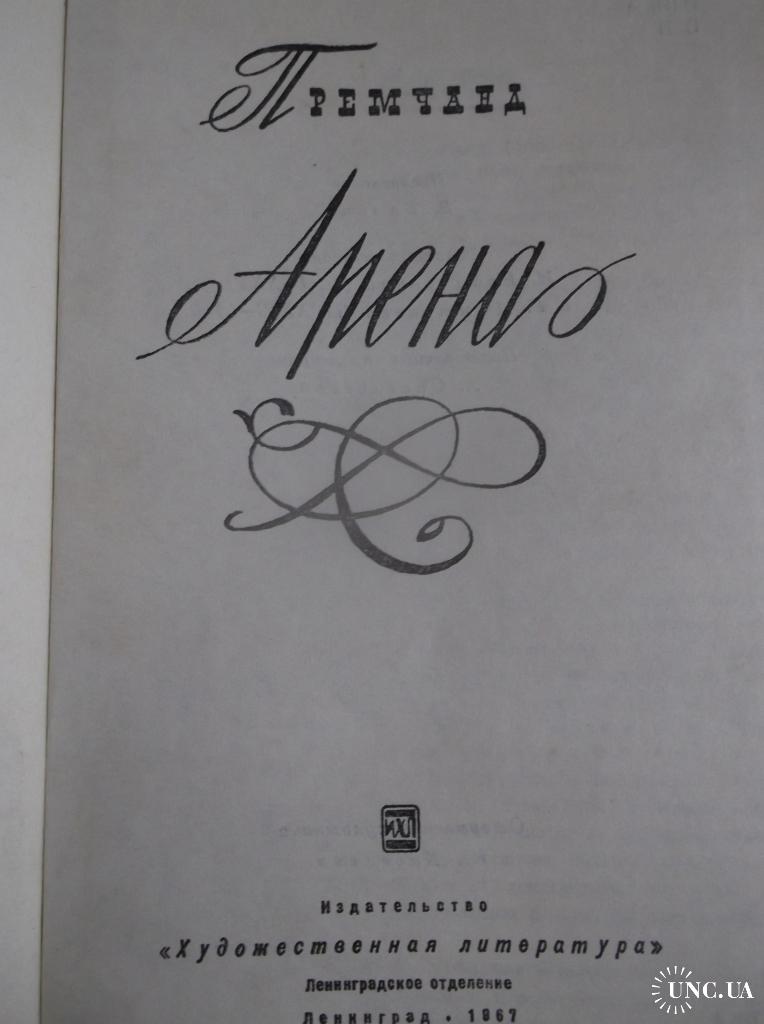 Премчанд
Арена
ИХЛ
Издательство
«Художественная литература»
Ленинградское отделение
Ленинград • 1967
UNC.UA